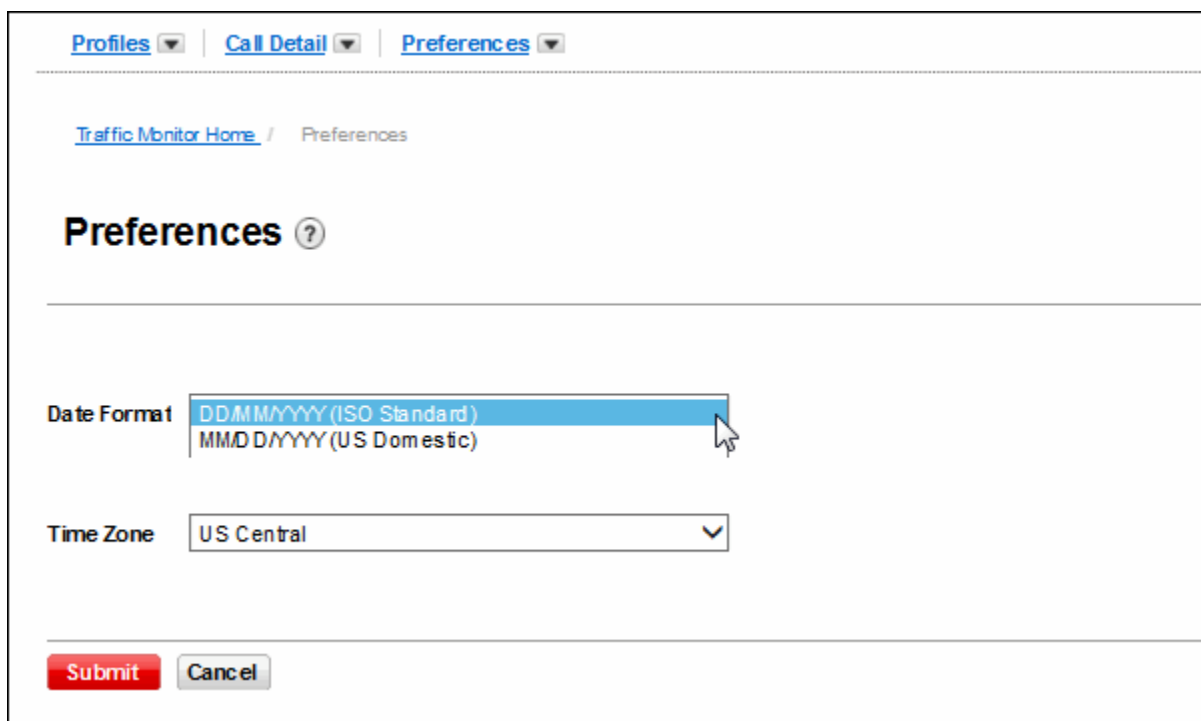 Profiles Call Detail Preferences
Traffic Monitor Home / Preferences
Preferences ?
Date Format DD/MM/YYYY (ISO Standard)
MM/DD/YYYY (US Domestic)
Time Zone US Central
Submit Cancel